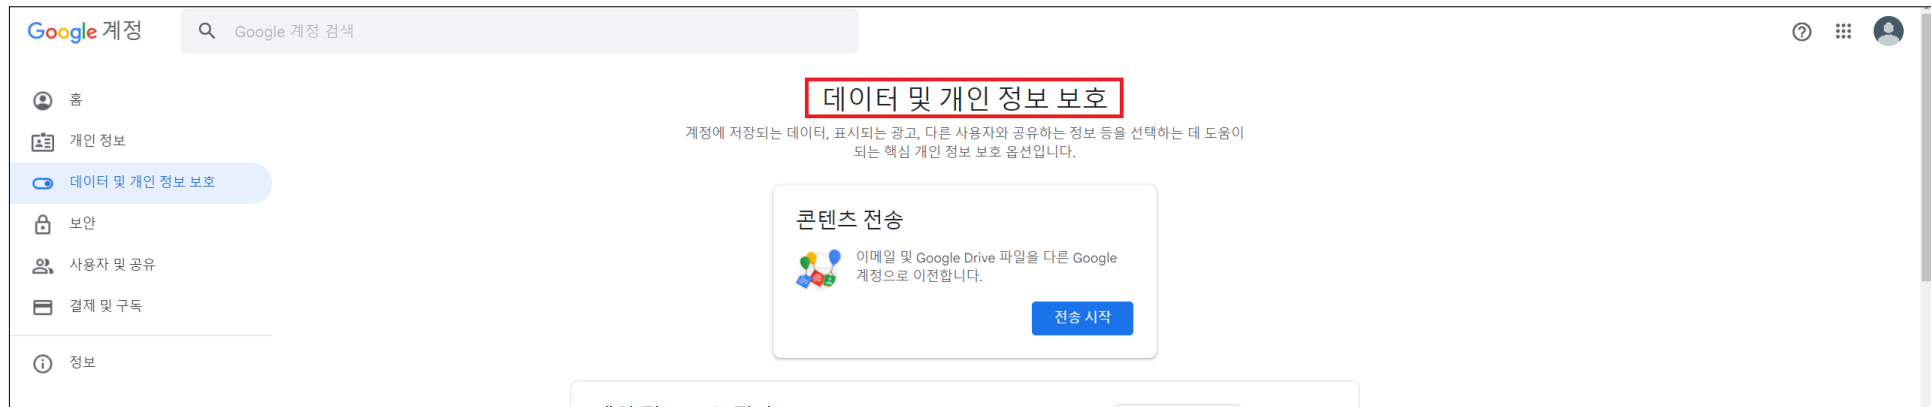 Google 계정
Google 계정 검색
홈
개인 정보
데이터 및 개인 정보 보호
보안
사용자 및 공유
결제 및 구독
정보
데이터 및 개인 정보 보호
계정에 저장되는 데이터, 표시되는 광고, 다른 사용자와 공유하는 정보 등을 선택하는 데 도움이
되는 핵심 개인 정보 보호 옵션입니다.
콘텐츠 전송
이메일 및 Google Drive 파일을 다른 Google
계정으로 이전합니다.
전송 시작